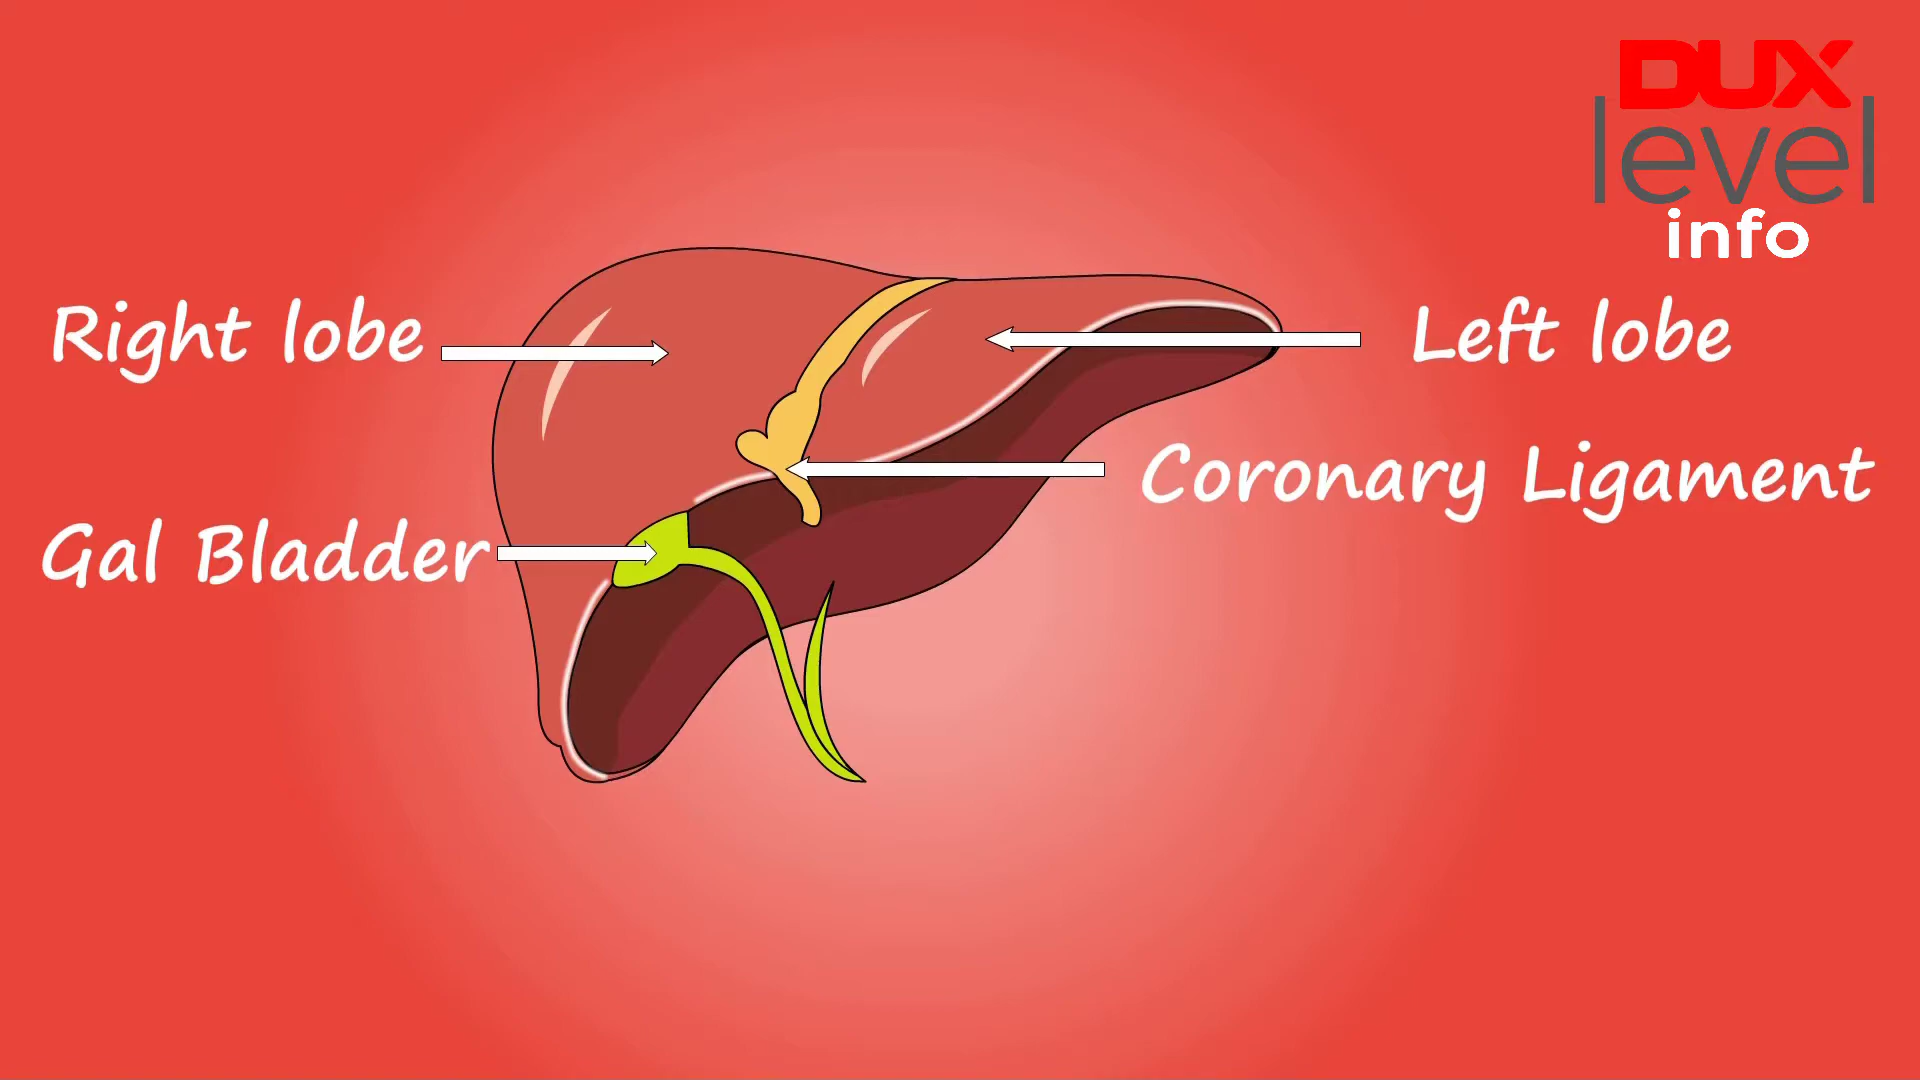 DUX
level
info
Right lobe
Left lobe
Coronary Ligament
Gal Bladder